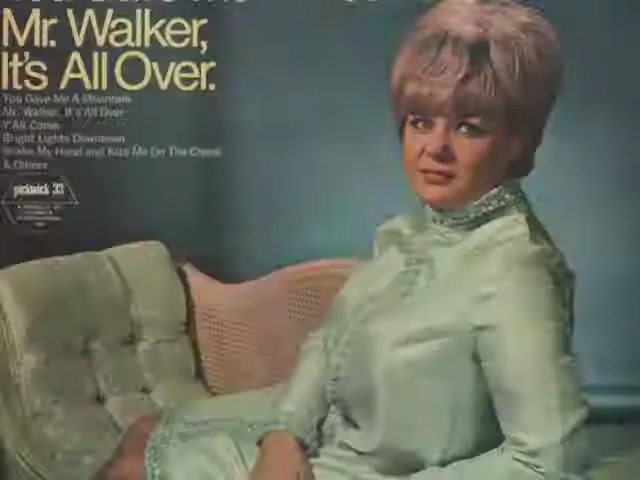 Mr. Walker,
It's All Over.
You Gave Me A Mountain
Mr. Walker, It's All Over
Y'All Come
Bright Lights Downtown
Shake My Hand and Kiss Me On The Cheek
& Others
pickwick 33